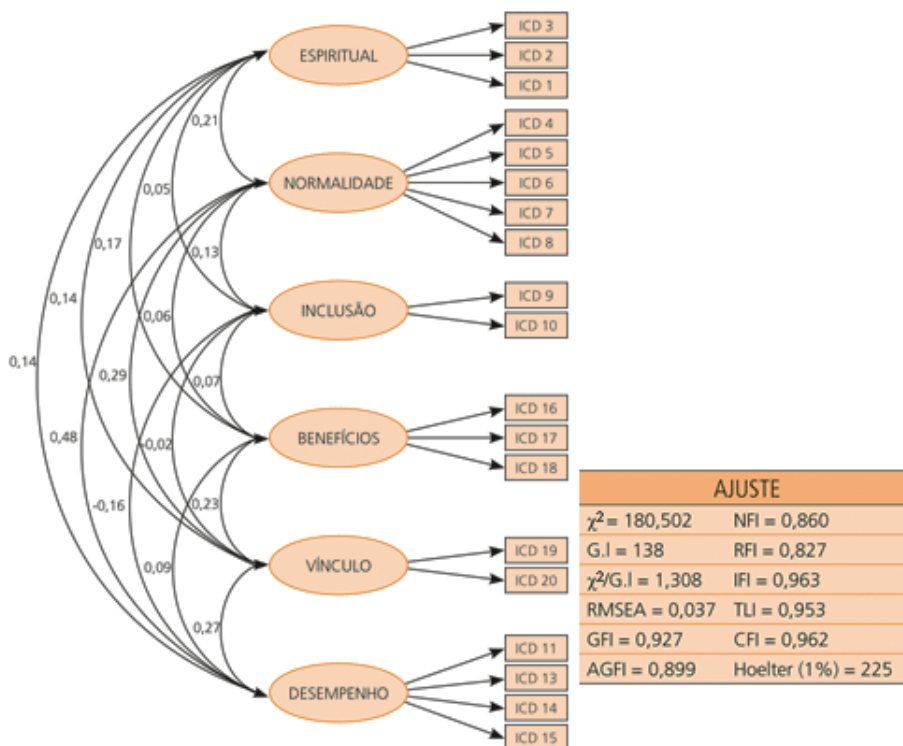 ESPIRITUAL
ICD 3
ICD 2
ICD 1
0,21
NORMALIDADE
ICD 4
ICD 5
ICD 6
ICD 7
ICD 8
0,05
0,17
0,13
INCLUSÃO
ICD 9
ICD 10
0,14
0,06
0,14
0,29
0,07
BENEFÍCIOS
ICD 16
ICD 17
ICD 18
0,48
-0,02
-0,16
0,23
VÍNCULO
ICD 19
ICD 20
0,09
0,27
DESEMPENHO
ICD 11
ICD 13
ICD 14
ICD 15
AJUSTE
χ² = 180,502 NFI = 0,860
G.l = 138 RFI = 0,827
χ²/G.l = 1,308 IFI = 0,963
RMSEA = 0,037 TLI = 0,953
GFI = 0,927 CFI = 0,962
AGFI = 0,899 Hoelter (1%) = 225